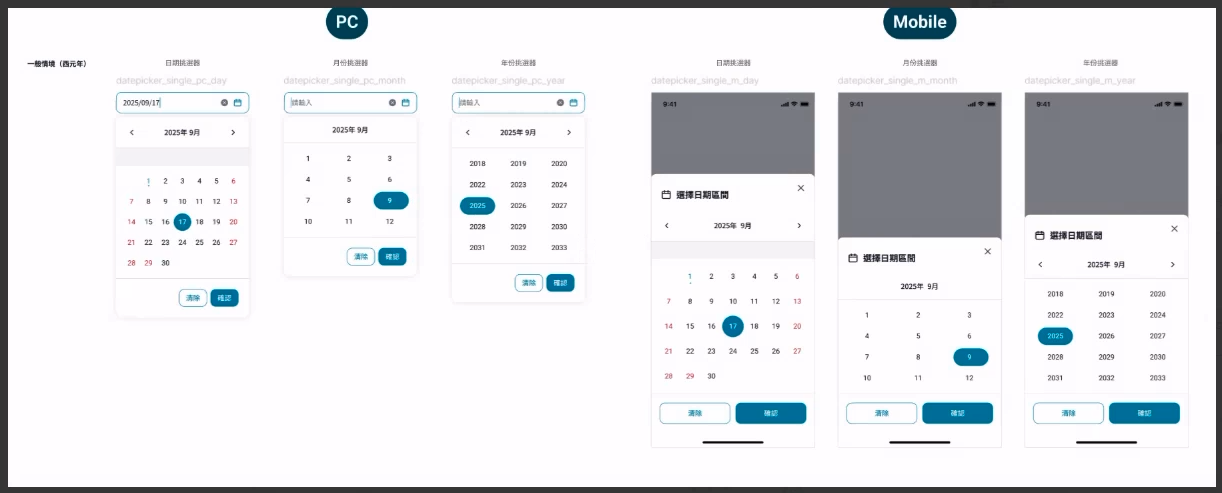 PC
Mobile
一般情境（西元年）
日期挑選器
月份挑選器
年份挑選器
日期挑選器
月份挑選器
年份挑選器
datepicker_single_pc_day
datepicker_single_pc_month
datepicker_single_pc_year
datepicker_single_m_day
datepicker_single_m_month
datepicker_single_m_year
2025/09/17
2025年 9月
1 2 3 4 5 6
7 8 9 10 11 12 13
14 15 16 17 18 19 20
21 22 23 24 25 26 27
28 29 30
清除 確認
請輸入
2025年 9月
1 2 3
4 5 6
7 8 9
10 11 12
清除 確認
請輸入
2025年 9月
2018 2019 2020
2022 2023 2024
2025 2026 2027
2028 2029 2030
2031 2032 2033
清除 確認
9:41
選擇日期區間
2025年 9月
1 2 3 4 5 6
7 8 9 10 11 12 13
14 15 16 17 18 19 20
21 22 23 24 25 26 27
28 29 30
清除 確認
9:41
選擇日期區間
2025年 9月
1 2 3
4 5 6
7 8 9
10 11 12
清除 確認
9:41
選擇日期區間
2025年 9月
2018 2019 2020
2022 2023 2024
2025 2026 2027
2028 2029 2030
2031 2032 2033
清除 確認